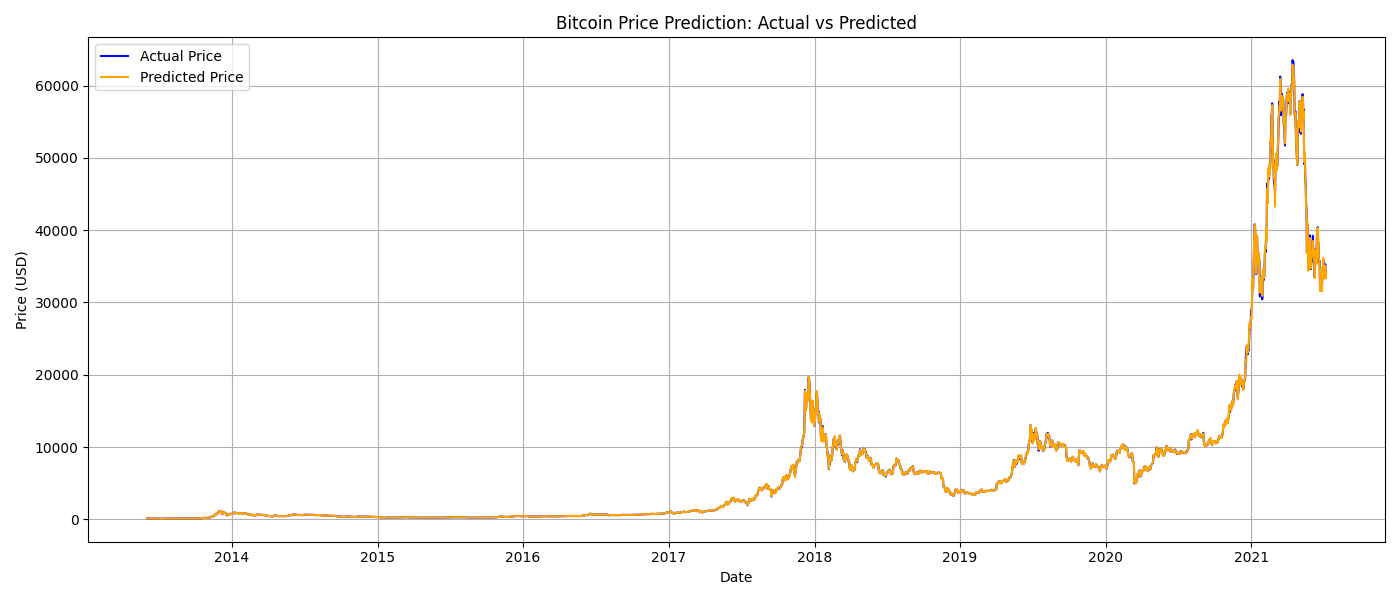 Bitcoin Price Prediction: Actual vs Predicted
Actual Price
Predicted Price
Price (USD)
60000
50000
40000
30000
20000
10000
0
2014 2015 2016 2017 2018 2019 2020 2021
Date